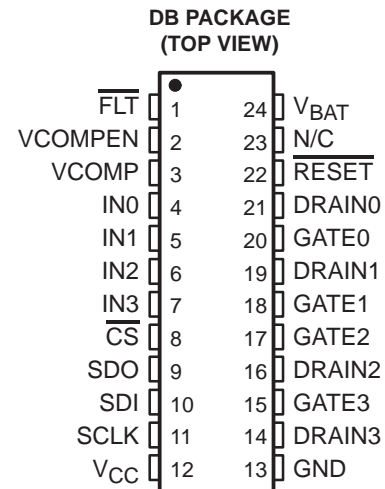 DB PACKAGE
(TOP VIEW)
FLT 1 24 VBAT
VCOMPEN 2 23 N/C
VCOMP 3 22 RESET
IN0 4 21 DRAIN0
IN1 5 20 GATE0
IN2 6 19 DRAIN1
IN3 7 18 GATE1
CS 8 17 GATE2
SDO 9 16 DRAIN2
SDI 10 15 GATE3
SCLK 11 14 DRAIN3
VCC 12 13 GND